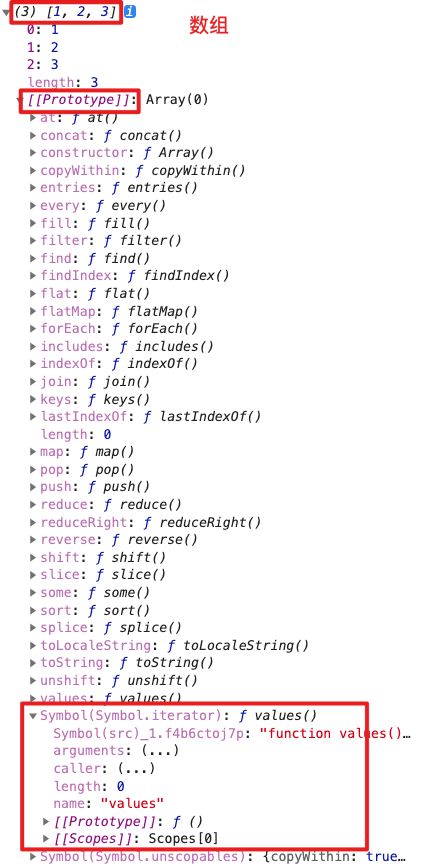 (3) [1, 2, 3] i
数组
0: 1
1: 2
2: 3
length: 3
[[Prototype]]: Array(0)
at: ƒ at()
concat: ƒ concat()
constructor: ƒ Array()
copyWithin: ƒ copyWithin()
entries: ƒ entries()
every: ƒ every()
fill: ƒ fill()
filter: ƒ filter()
find: ƒ find()
findIndex: ƒ findIndex()
flat: ƒ flat()
flatMap: ƒ flatMap()
forEach: ƒ forEach()
includes: ƒ includes()
indexOf: ƒ indexOf()
join: ƒ join()
keys: ƒ keys()
lastIndexOf: ƒ lastIndexOf()
length: 0
map: ƒ map()
pop: ƒ pop()
push: ƒ push()
reduce: ƒ reduce()
reduceRight: ƒ reduceRight()
reverse: ƒ reverse()
shift: ƒ shift()
slice: ƒ slice()
some: ƒ some()
sort: ƒ sort()
splice: ƒ splice()
toLocaleString: ƒ toLocaleString()
toString: ƒ toString()
unshift: ƒ unshift()
values: ƒ values()
Symbol(Symbol.iterator): ƒ values()
Symbol(src)_1.f4b6ctoj7p: "function values()…
arguments: (...)
caller: (...)
length: 0
name: "values"
[[Prototype]]: ƒ ()
[[Scopes]]: Scopes[0]
Symbol(Symbol.unscopables): {copyWithin: true…